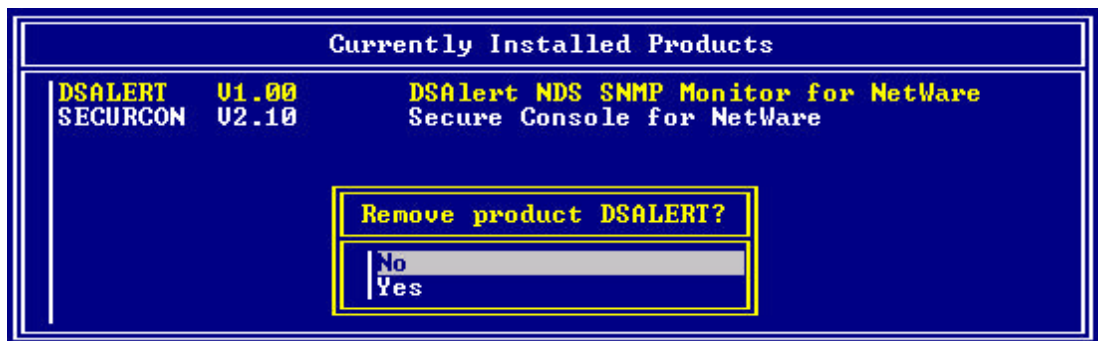 Currently Installed Products
DSALERT V1.00 DSAlert NDS SNMP Monitor for NetWare
SECURCON V2.10 Secure Console for NetWare
Remove product DSALERT?
No
Yes